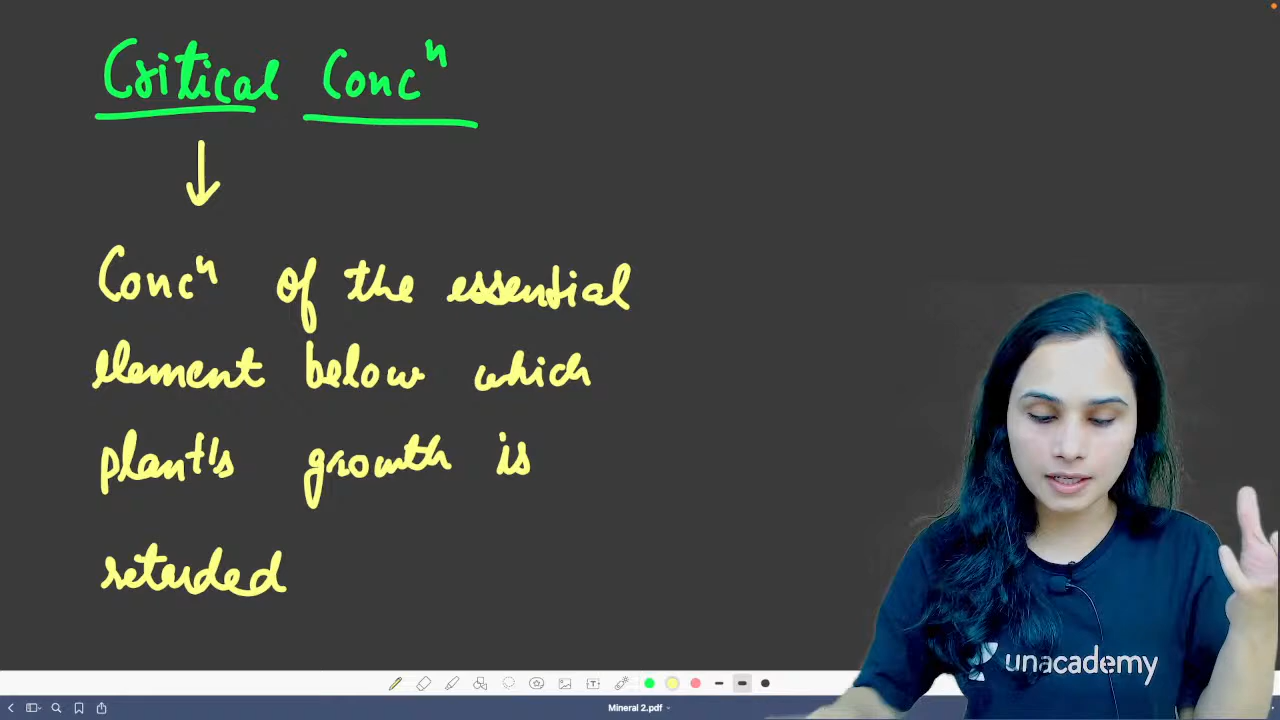 Critical Concⁿ
Concⁿ of the essential
element below which
plant's growth is
retarded
unacademy
Mineral 2.pdf